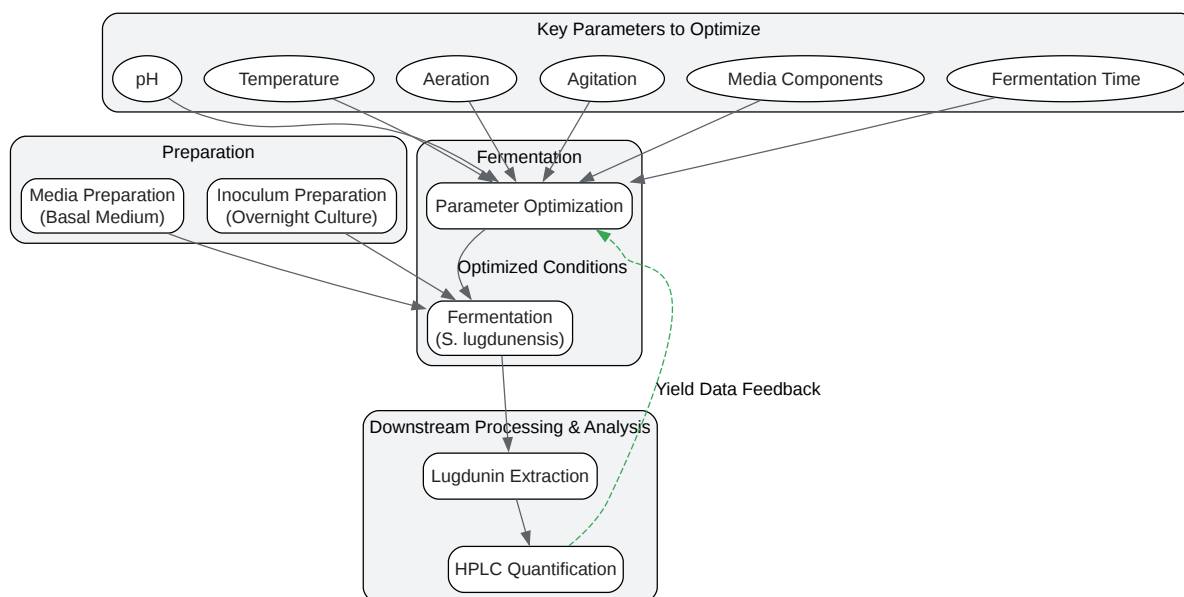 Key Parameters to Optimize
pH
Temperature
Aeration
Agitation
Media Components
Fermentation Time
Preparation
Media Preparation
(Basal Medium)
Inoculum Preparation
(Overnight Culture)
Fermentation
Parameter Optimization
Optimized Conditions
Fermentation
(S. lugdunensis)
Yield Data Feedback
Downstream Processing & Analysis
Lugdunin Extraction
HPLC Quantification